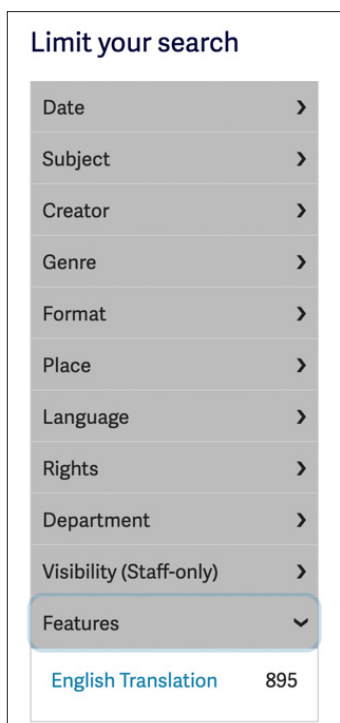 Limit your search
Date
Subject
Creator
Genre
Format
Place
Language
Rights
Department
Visibility (Staff-only)
Features
English Translation 895